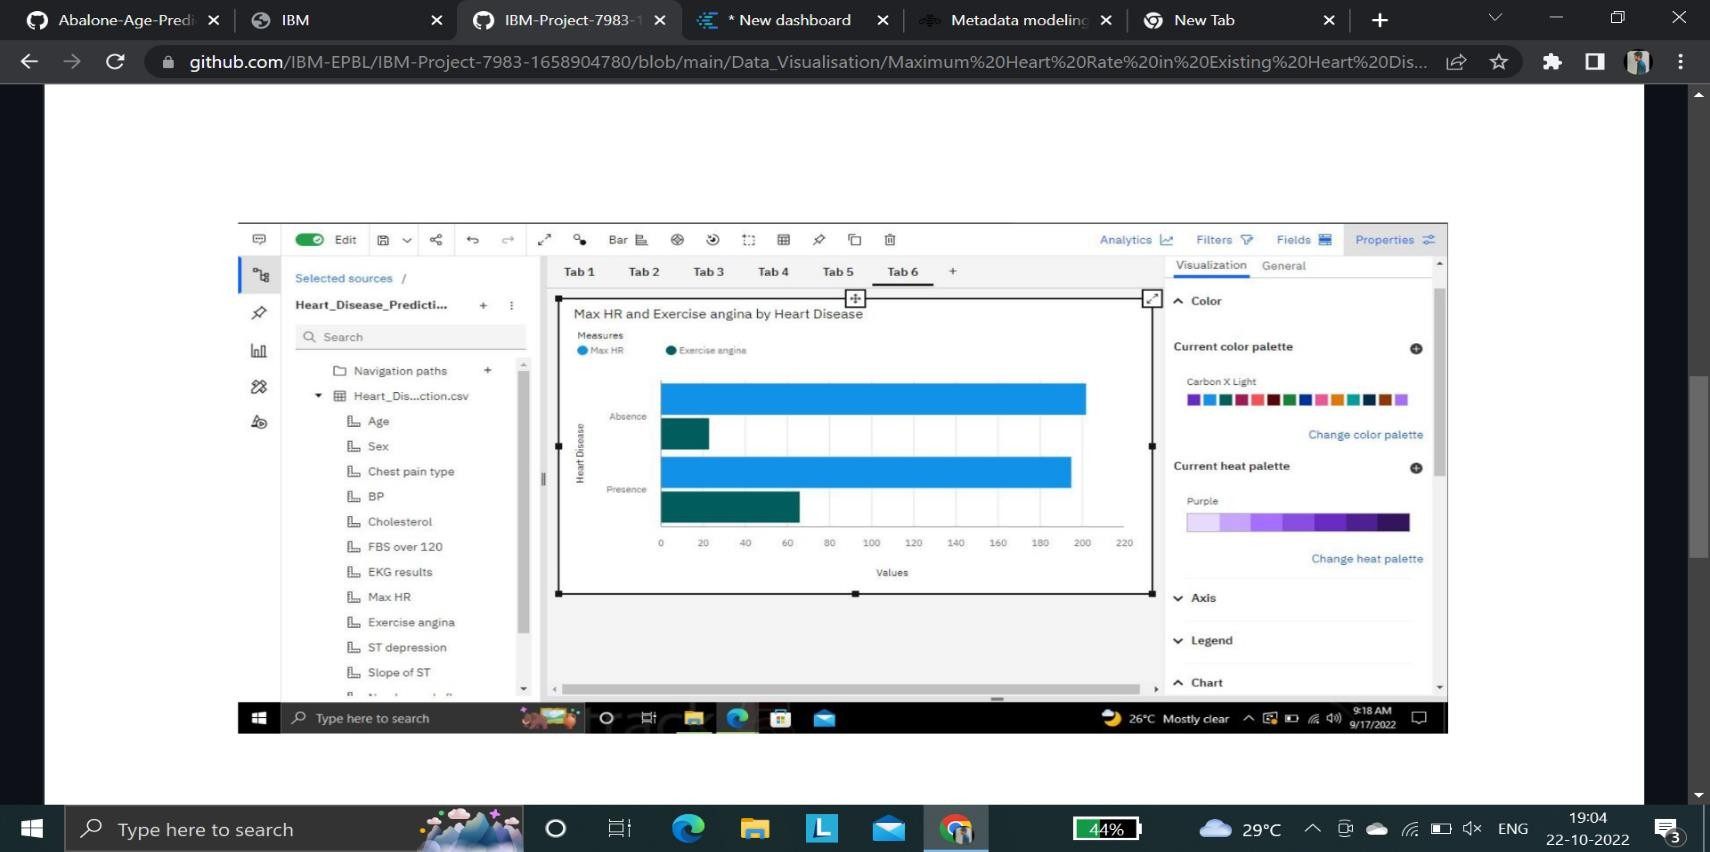 Abalone-Age-Predi
IBM
IBM-Project-7983-1
* New dashboard
Metadata modeling
New Tab
github.com/IBM-EPBL/IBM-Project-7983-1658904780/blob/main/Data_Visualisation/Maximum%20Heart%20Rate%20in%20Existing%20Heart%20Dis...
Edit
Bar
Analytics
Filters
Fields
Properties
Selected sources /
Heart_Disease_Predicti...
Search
Navigation paths
Heart_Dis...ction.csv
Age
Sex
Chest pain type
BP
Cholesterol
FBS over 120
EKG results
Max HR
Exercise angina
ST depression
Slope of ST
Tab 1 Tab 2 Tab 3 Tab 4 Tab 5 Tab 6 +
Max HR and Exercise angina by Heart Disease
Measures
Max HR Exercise angina
Heart Disease
Absence
Presence
0 20 40 60 80 100 120 140 160 180 200 220
Values
Visualization General
Color
Current color palette
Carbon X Light
Change color palette
Current heat palette
Purple
Change heat palette
Axis
Legend
Chart
Type here to search
26°C Mostly clear
9:18 AM
9/17/2022
Type here to search
L
44%
29°C
ENG
19:04
22-10-2022
3